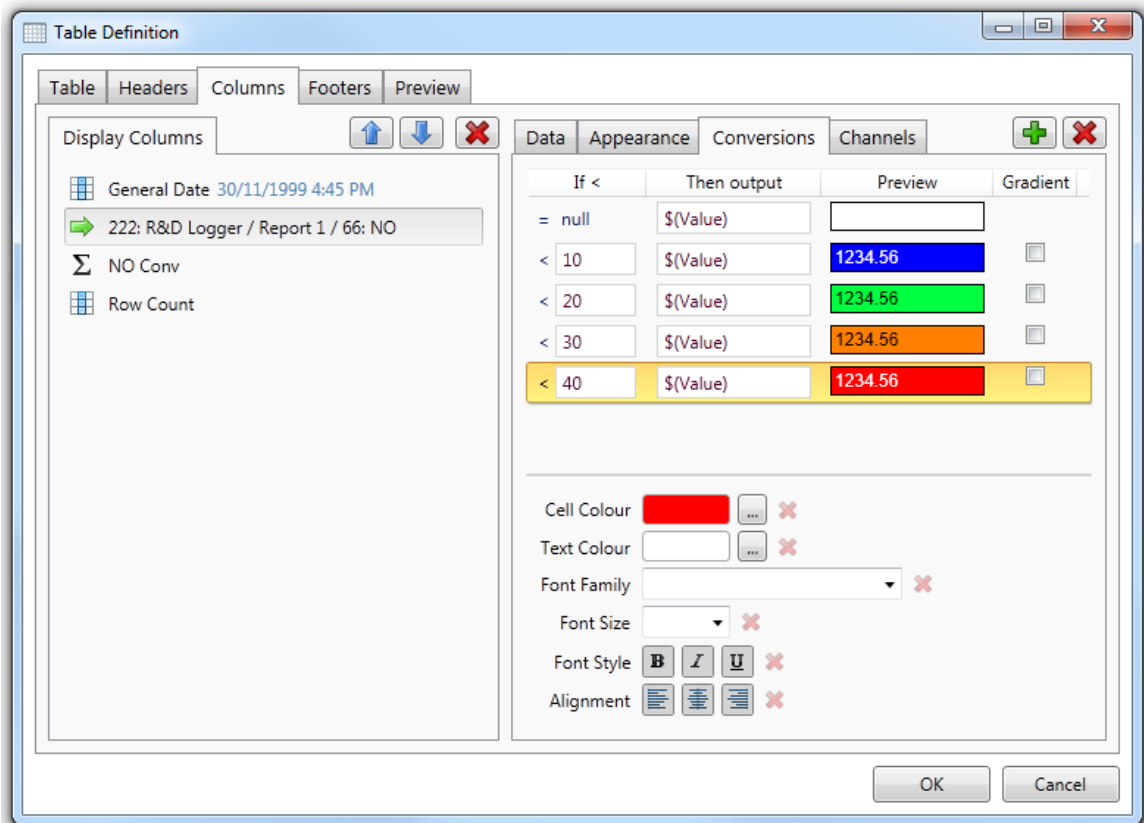 Table Definition
Table Headers Columns Footers Preview
Display Columns
General Date 30/11/1999 4:45 PM
222: R&D Logger / Report 1 / 66: NO
Σ NO Conv
Row Count
Data Appearance Conversions Channels
If < Then output Preview Gradient
= null $(Value)
< 10 $(Value) 1234.56
< 20 $(Value) 1234.56
< 30 $(Value) 1234.56
< 40 $(Value) 1234.56
Cell Colour ...
Text Colour ...
Font Family
Font Size
Font Style B I U
Alignment
OK Cancel